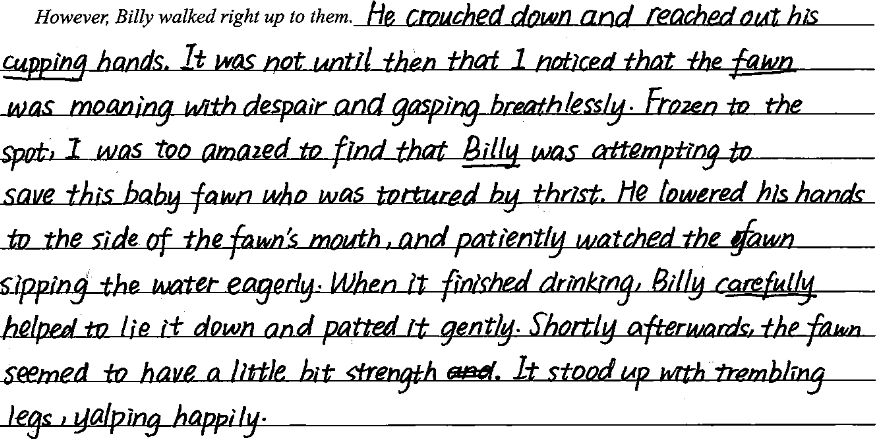 However, Billy walked right up to them. He crouched down and reached out his
cupping hands. It was not until then that I noticed that the fawn
was moaning with despair and gasping breathlessly. Frozen to the
spot, I was too amazed to find that Billy was attempting to
save this baby fawn who was tortured by thrist. He lowered his hands
to the side of the fawn's mouth, and patiently watched the fawn
sipping the water eagerly. When it finished drinking, Billy carefully
helped to lie it down and patted it gently. Shortly afterwards, the fawn
seemed to have a little bit strength and. It stood up with trembling
legs, yalping happily.